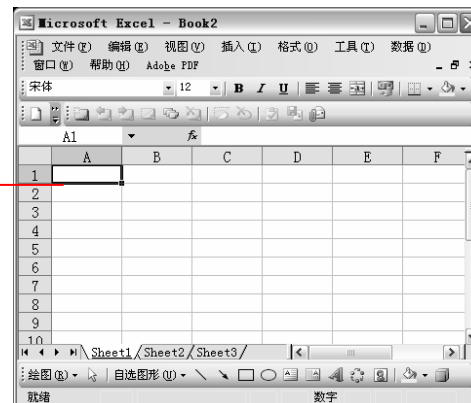 Microsoft Excel - Book2
文件(F) 编辑(E) 视图(V) 插入(I) 格式(O) 工具(T) 数据(D)
窗口(W) 帮助(H) Adobe PDF
宋体 12 B I U
A1 fx
A B C D E F
1
2
3
4
5
6
7
8
9
10
Sheet1 Sheet2 Sheet3
绘图(R) 自选图形(U)
就绪 数字